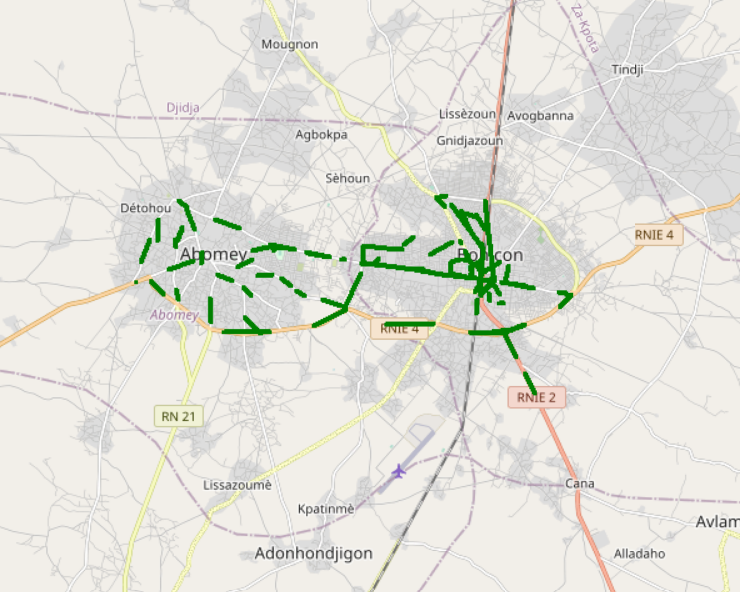 Za-Kpota
Mougnon
Tindji
Djidja
Lissèzoun
Avogbanna
Agbokpa
Gnidjazoun
Sèhoun
Détohou
RNIE 4
Abomey
Bohicon
Abomey
RNIE 4
RNIE 2
RN 21
Lissazoumè
Cana
Kpatinmè
Avlam
Adonhondjigon
Alladaho